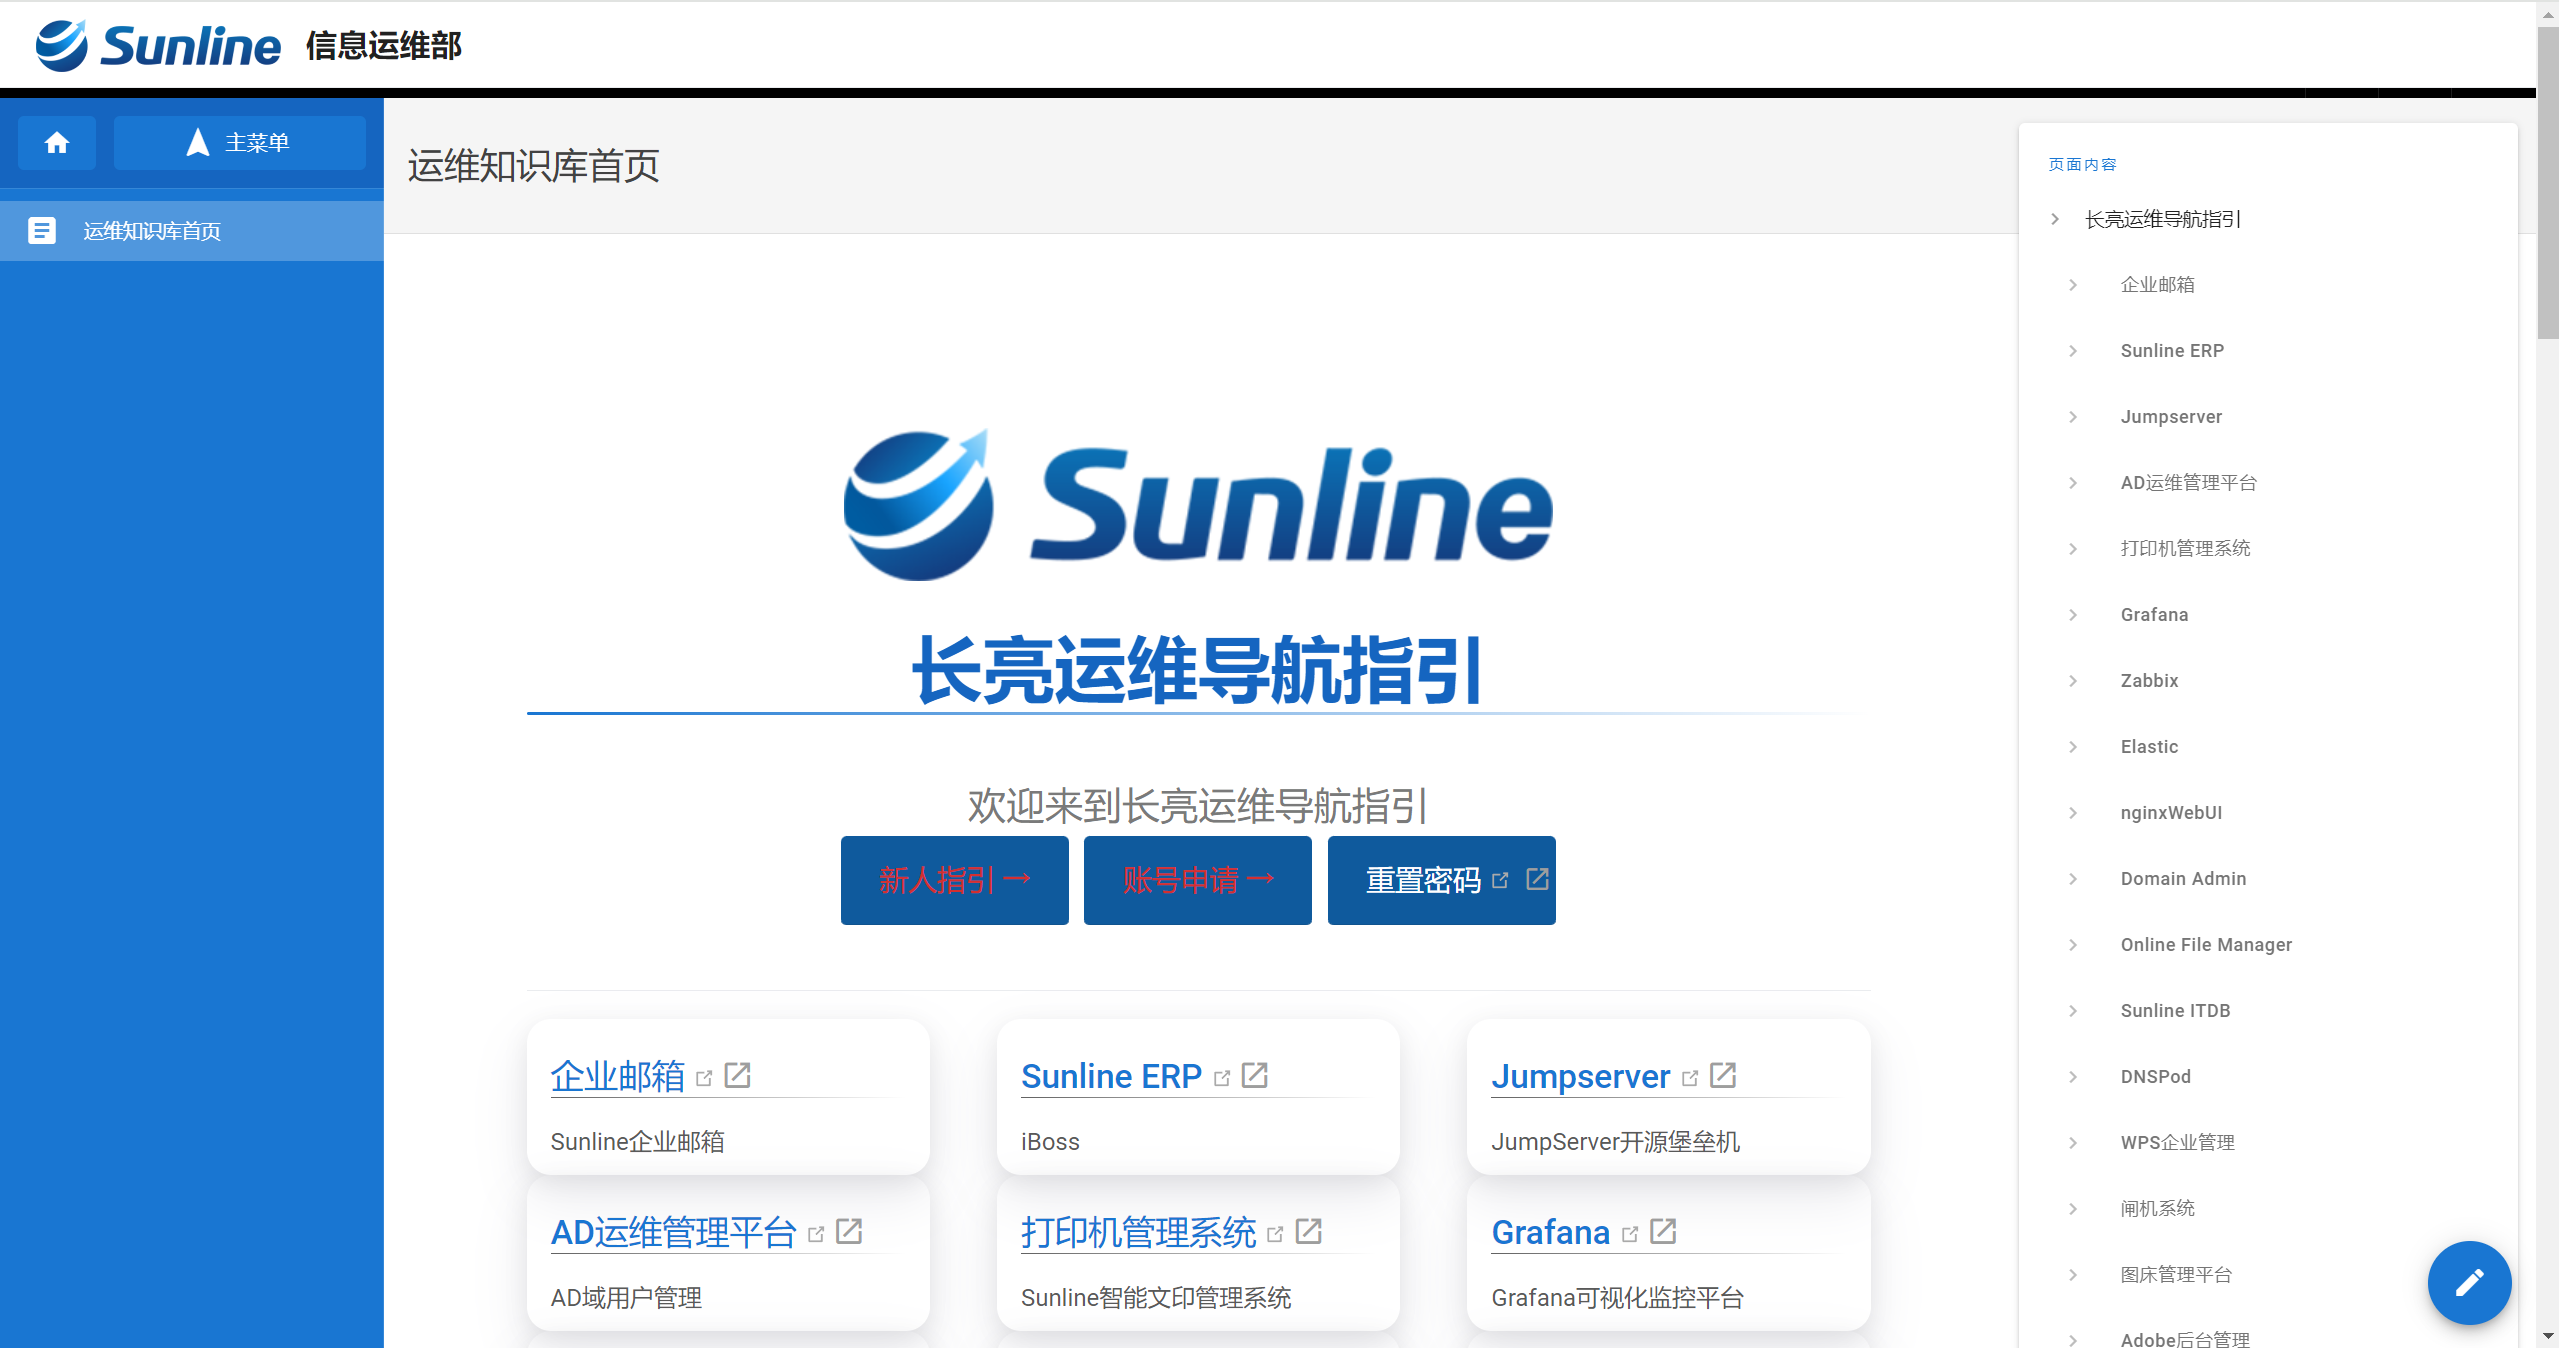 Sunline 信息运维部
主菜单
运维知识库首页
运维知识库首页
Sunline
长亮运维导航指引
欢迎来到长亮运维导航指引
新人指引→ 账号申请→ 重置密码
企业邮箱
Sunline企业邮箱
Sunline ERP
iBoss
Jumpserver
JumpServer开源堡垒机
AD运维管理平台
AD域用户管理
打印机管理系统
Sunline智能文印管理系统
Grafana
Grafana可视化监控平台
页面内容
长亮运维导航指引
企业邮箱
Sunline ERP
Jumpserver
AD运维管理平台
打印机管理系统
Grafana
Zabbix
Elastic
nginxWebUI
Domain Admin
Online File Manager
Sunline ITDB
DNSPod
WPS企业管理
闸机系统
图床管理平台
Adobe后台管理